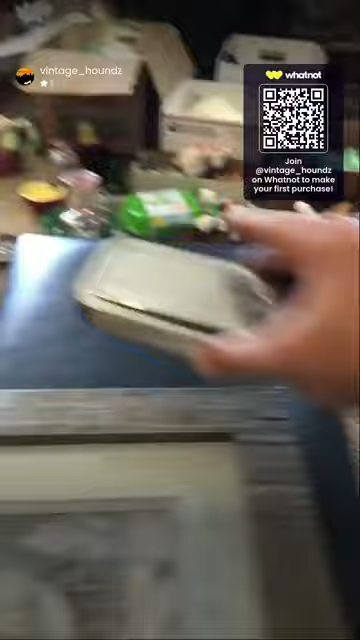 vintage_houndz
whatnot
Join
@vintage_houndz
on Whatnot to make
your first purchase!